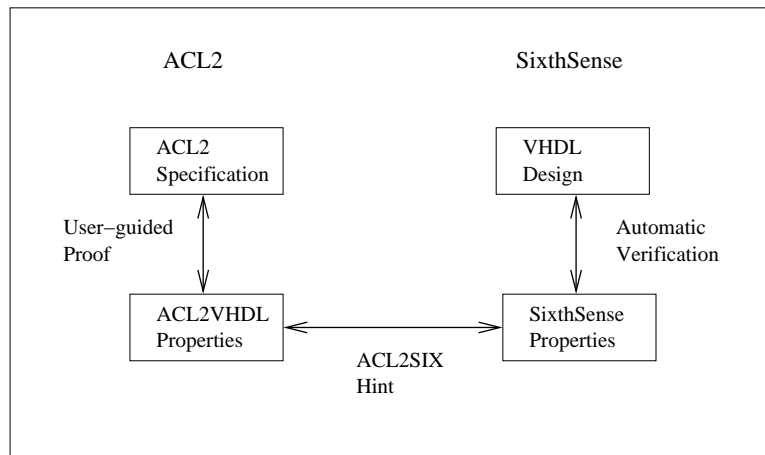 ACL2
SixthSense
ACL2
Specification
VHDL
Design
User−guided
Proof
Automatic
Verification
ACL2VHDL
Properties
SixthSense
Properties
ACL2SIX
Hint